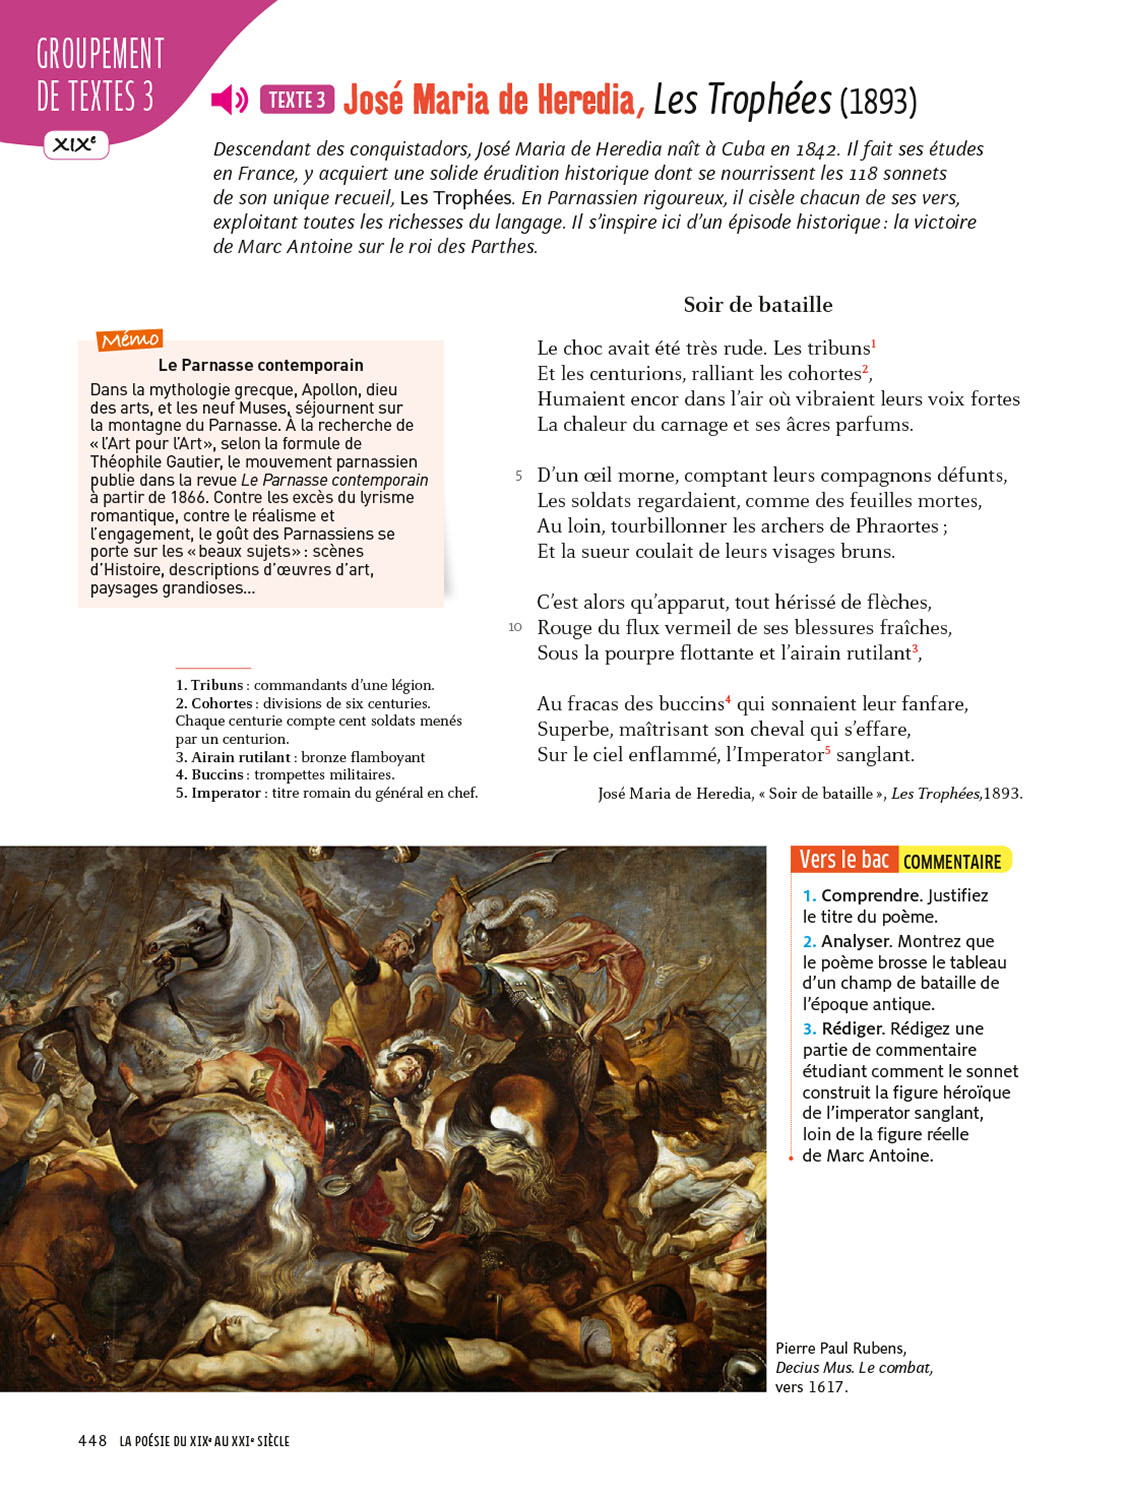 GROUPEMENT
DE TEXTES 3
XIXe
TEXTE 3 José Maria de Heredia, Les Trophées (1893)
Descendant des conquistadors, José Maria de Heredia naît à Cuba en 1842. Il fait ses études
en France, y acquiert une solide érudition historique dont se nourrissent les 118 sonnets
de son unique recueil, Les Trophées. En Parnassien rigoureux, il cisèle chacun de ses vers,
exploitant toutes les richesses du langage. Il s'inspire ici d'un épisode historique : la victoire
de Marc Antoine sur le roi des Parthes.
Mémo
Le Parnasse contemporain
Dans la mythologie grecque, Apollon, dieu
des arts, et les neuf Muses, séjournent sur
la montagne du Parnasse. À la recherche de
« l'Art pour l'Art », selon la formule de
Théophile Gautier, le mouvement parnassien
publie dans la revue Le Parnasse contemporain
à partir de 1866. Contre les excès du lyrisme
romantique, contre le réalisme et
l'engagement, le goût des Parnassiens se
porte sur les « beaux sujets » : scènes
d'Histoire, descriptions d'œuvres d'art,
paysages grandioses...
Soir de bataille
Le choc avait été très rude. Les tribuns1
Et les centurions, ralliant les cohortes2,
Humaient encor dans l'air où vibraient leurs voix fortes
La chaleur du carnage et ses âcres parfums.
5 D'un œil morne, comptant leurs compagnons défunts,
Les soldats regardaient, comme des feuilles mortes,
Au loin, tourbillonner les archers de Phraortes ;
Et la sueur coulait de leurs visages bruns.
C'est alors qu'apparut, tout hérissé de flèches,
10 Rouge du flux vermeil de ses blessures fraîches,
Sous la pourpre flottante et l'airain rutilant3,
Au fracas des buccins4 qui sonnaient leur fanfare,
Superbe, maîtrisant son cheval qui s'effare,
Sur le ciel enflammé, l'Imperator5 sanglant.
José Maria de Heredia, « Soir de bataille », Les Trophées,1893.
1. Tribuns : commandants d'une légion.
2. Cohortes : divisions de six centuries.
Chaque centurie compte cent soldats menés
par un centurion.
3. Airain rutilant : bronze flamboyant
4. Buccins : trompettes militaires.
5. Imperator : titre romain du général en chef.
Vers le bac COMMENTAIRE
1. Comprendre. Justifiez
le titre du poème.
2. Analyser. Montrez que
le poème brosse le tableau
d'un champ de bataille de
l'époque antique.
3. Rédiger. Rédigez une
partie de commentaire
étudiant comment le sonnet
construit la figure héroïque
de l'imperator sanglant,
loin de la figure réelle
de Marc Antoine.
Pierre Paul Rubens,
Decius Mus. Le combat,
vers 1617.
448 LA POÉSIE DU XIXe AU XXIe SIÈCLE